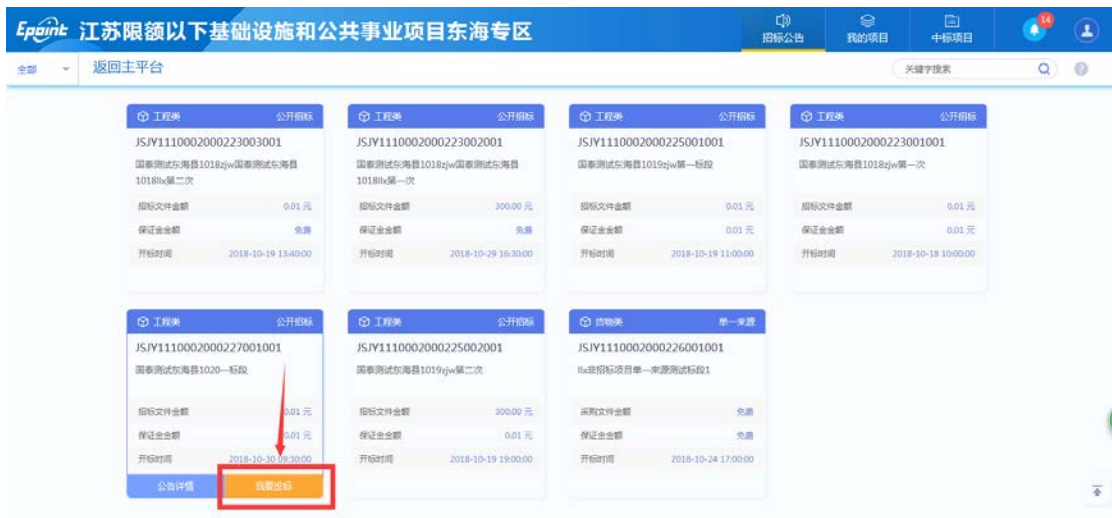 Epoint 江苏限额以下基础设施和公共事业项目东海专区
招标公告
我的项目
中标项目
14
全部
返回主平台
关键字搜索
工程类 公开招标
JSJY1110002000223003001
国泰测试东海县1018zjw国泰测试东海县
1018llx第二次
招标文件金额 0.01 元
保证金金额 免费
开标时间 2018-10-19 13:40:00
工程类 公开招标
JSJY1110002000223002001
国泰测试东海县1018zjw国泰测试东海县
1018llx第一次
招标文件金额 300.00 元
保证金金额 免费
开标时间 2018-10-29 16:30:00
工程类 公开招标
JSJY1110002000225001001
国泰测试东海县1019zjw第一标段
招标文件金额 0.01 元
保证金金额 0.01 元
开标时间 2018-10-19 11:00:00
工程类 公开招标
JSJY1110002000223001001
国泰测试东海县1018zjw第一次
招标文件金额 0.01 元
保证金金额 0.01 元
开标时间 2018-10-18 10:00:00
工程类 公开招标
JSJY1110002000227001001
国泰测试东海县1020一标段
招标文件金额 0.01 元
保证金金额 0.01 元
开标时间 2018-10-30 09:30:00
公告详情 我要投标
工程类 公开招标
JSJY1110002000225002001
国泰测试东海县1019zjw第二次
招标文件金额 300.00 元
保证金金额 0.01 元
开标时间 2018-10-19 19:00:00
货物类 单一来源
JSJY1110002000226001001
llx非招标项目单一来源测试标段1
采购文件金额 免费
保证金金额 免费
开标时间 2018-10-24 17:00:00